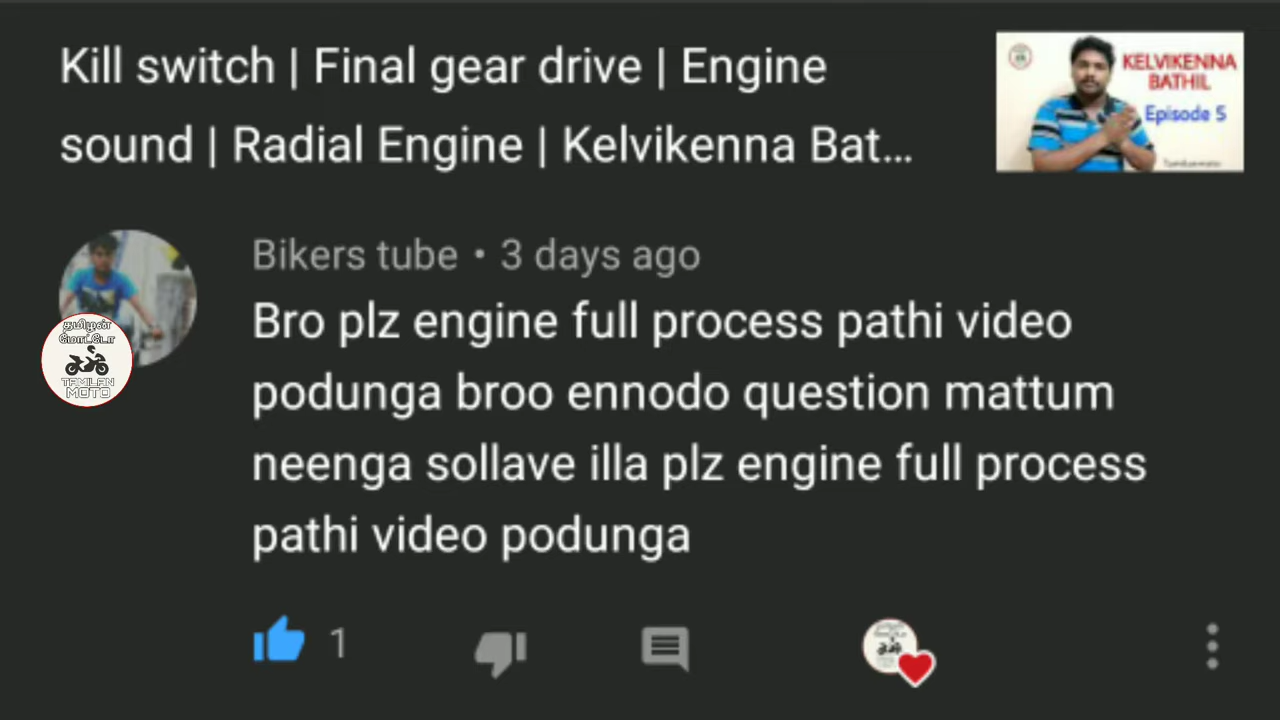 Kill switch | Final gear drive | Engine
sound | Radial Engine | Kelvikenna Bat...
KELVIKENNA
BATHIL
Episode 5
Bikers tube • 3 days ago
Bro plz engine full process pathi video
podunga broo ennodo question mattum
neenga sollave illa plz engine full process
pathi video podunga
தமிழன்
மோட்டோ
TAMILAN
MOTO
1